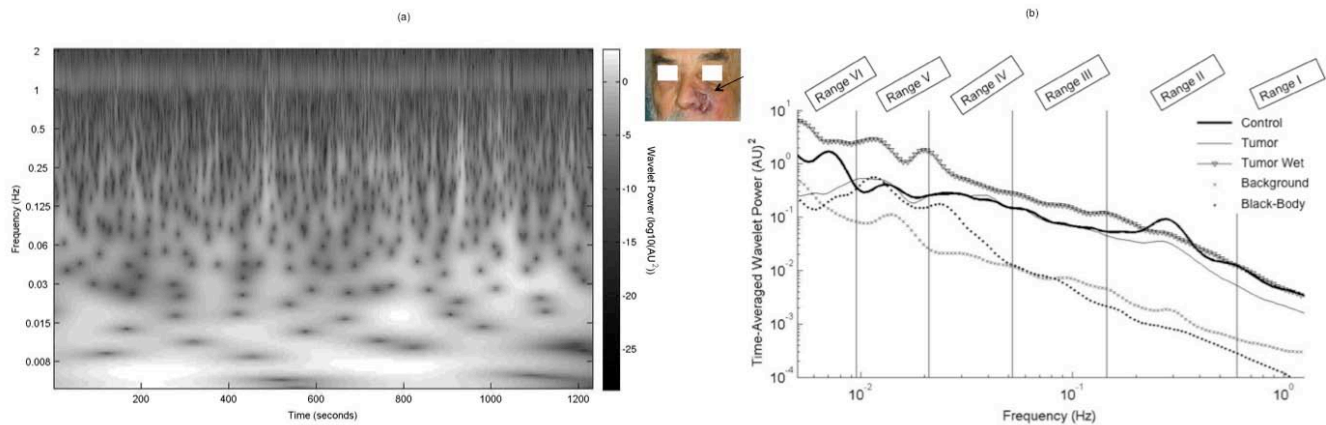 (a)
2
1
0.5
0.25
0.125
0.06
0.03
0.015
0.008
Frequency (Hz)
200
400
600
800
1000
1200
Time (seconds)
0
-5
-10
-15
-20
-25
Wavelet Power (log10(AU²))
(b)
Range VI
Range V
Range IV
Range III
Range II
Range I
Control
Tumor
Tumor Wet
Background
Black-Body
10¹
10⁰
10⁻¹
10⁻²
10⁻³
10⁻⁴
Time-Averaged Wavelet Power (AU)²
10⁻²
10⁻¹
10⁰
Frequency (Hz)